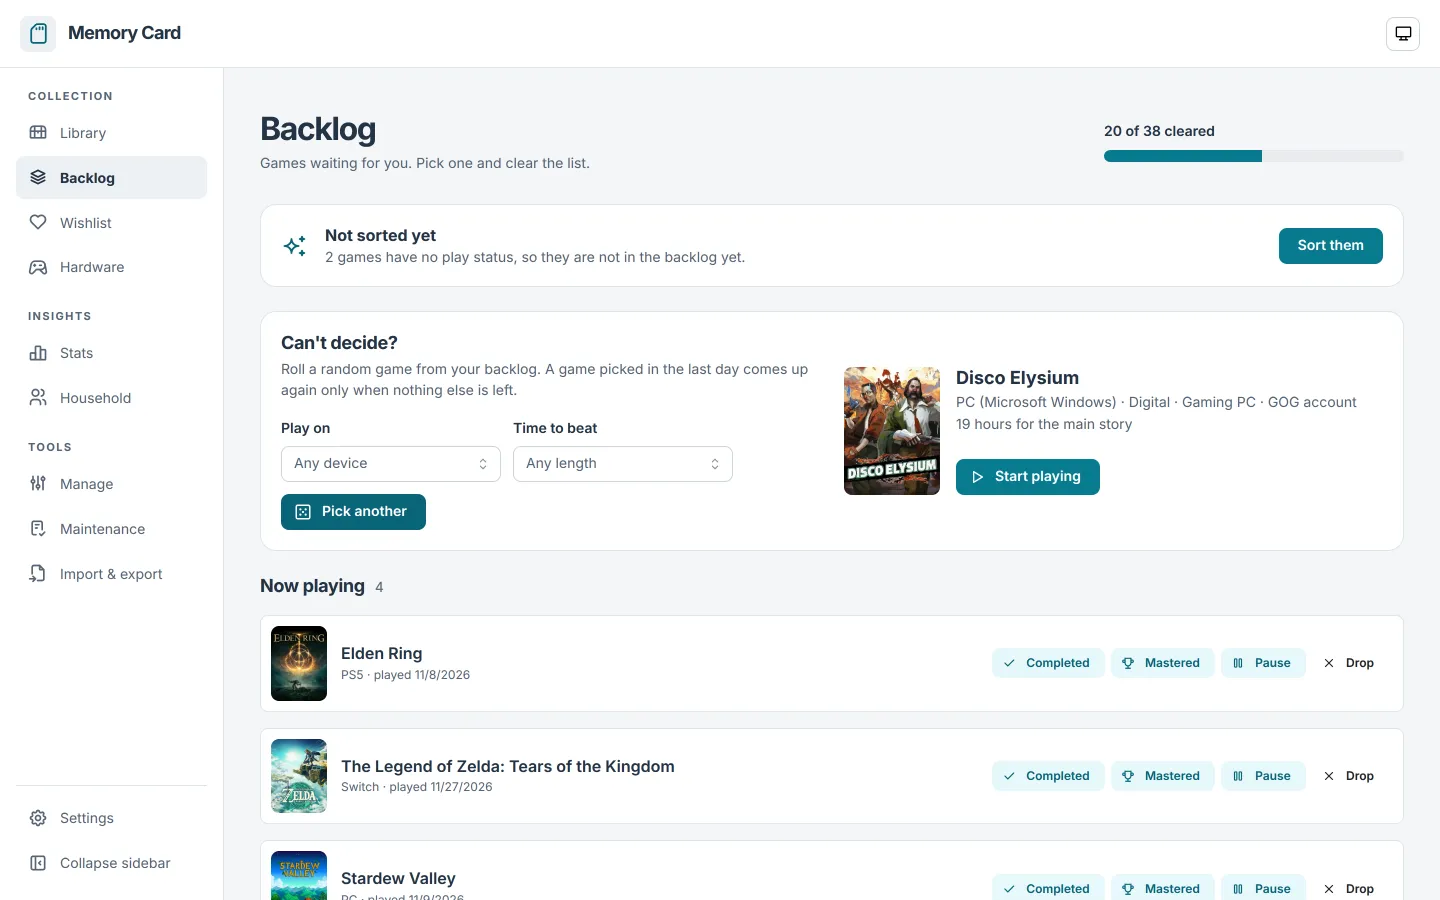 Memory Card
COLLECTION
Library
Backlog
Wishlist
Hardware
INSIGHTS
Stats
Household
TOOLS
Manage
Maintenance
Import & export
Settings
Collapse sidebar
Backlog
Games waiting for you. Pick one and clear the list.
20 of 38 cleared
Not sorted yet
2 games have no play status, so they are not in the backlog yet.
Sort them
Can't decide?
Roll a random game from your backlog. A game picked in the last day comes up
again only when nothing else is left.
Play on
Time to beat
Any device
Any length
Pick another
DISCO ELYSIUM
Disco Elysium
PC (Microsoft Windows) · Digital · Gaming PC · GOG account
19 hours for the main story
Start playing
Now playing 4
ELDEN RING
Elden Ring
PS5 · played 11/8/2026
Completed
Mastered
Pause
Drop
ZELDA
The Legend of Zelda: Tears of the Kingdom
Switch · played 11/27/2026
Completed
Mastered
Pause
Drop
STARDEW
VALLEY
Stardew Valley
PC · played 11/9/2026
Completed
Mastered
Pause
Drop